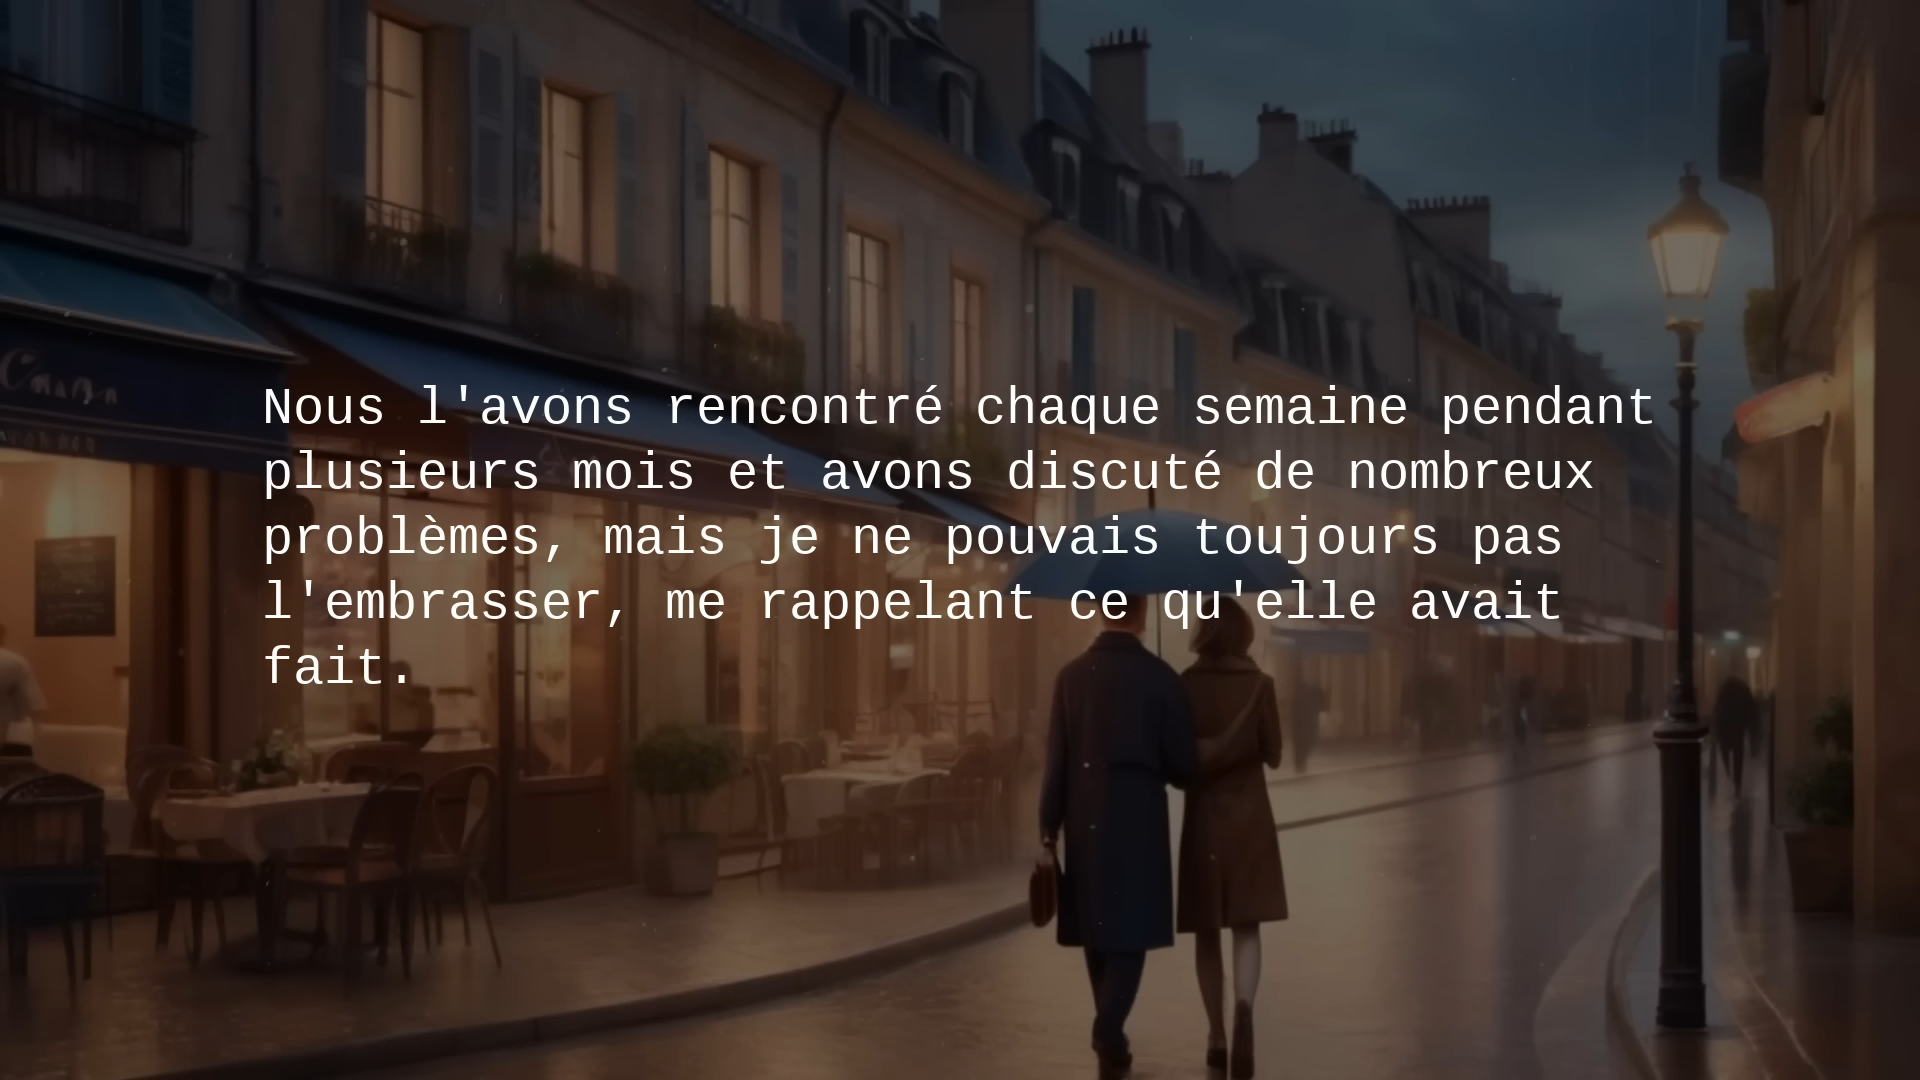 Nous l'avons rencontré chaque semaine pendant
plusieurs mois et avons discuté de nombreux
problèmes, mais je ne pouvais toujours pas
l'embrasser, me rappelant ce qu'elle avait
fait.